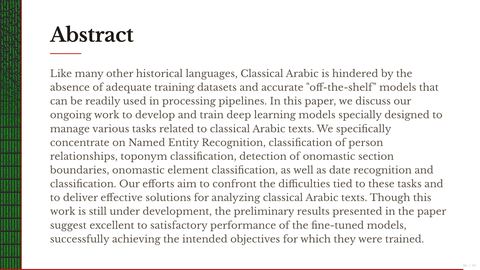 Abstract
Like many other historical languages, Classical Arabic is hindered by the
absence of adequate training datasets and accurate "off-the-shelf" models that
can be readily used in processing pipelines. In this paper, we discuss our
ongoing work to develop and train deep learning models specially designed to
manage various tasks related to classical Arabic texts. We specifically
concentrate on Named Entity Recognition, classification of person
relationships, toponym classification, detection of onomastic section
boundaries, onomastic element classification, as well as date recognition and
classification. Our efforts aim to confront the difficulties tied to these tasks and
to deliver effective solutions for analyzing classical Arabic texts. Though this
work is still under development, the preliminary results presented in the paper
suggest excellent to satisfactory performance of the fine-tuned models,
successfully achieving the intended objectives for which they were trained.